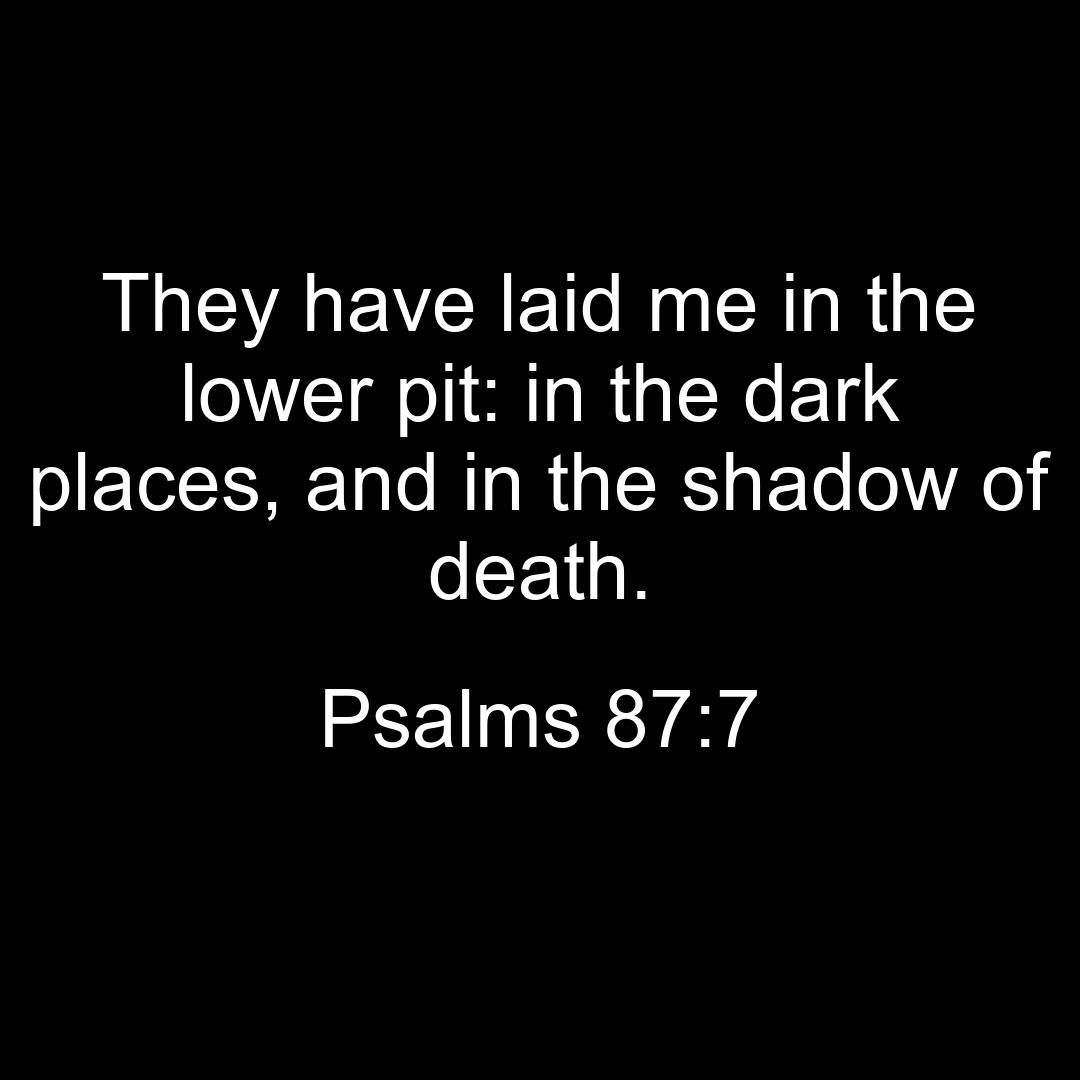 They have laid me in the
lower pit: in the dark
places, and in the shadow of
death.
Psalms 87:7